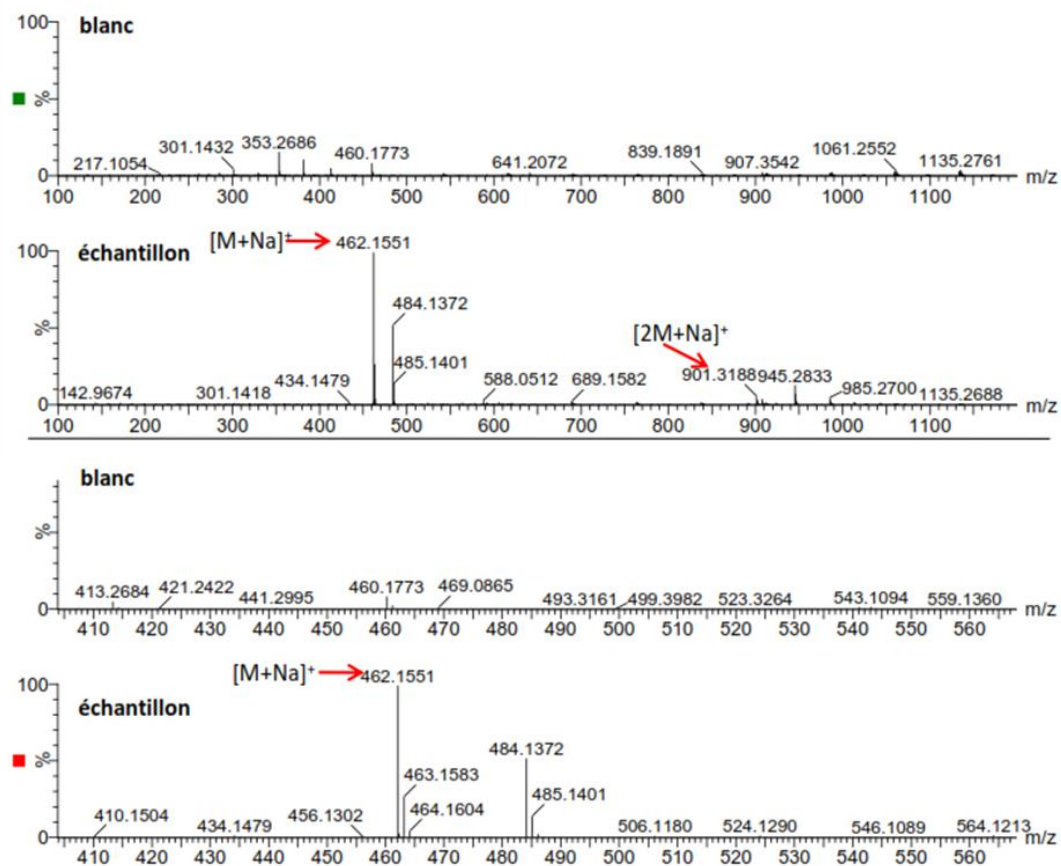 100
blanc
%
217.1054 301.1432 353.2686 460.1773 641.2072 839.1891 907.3542 1061.2552 1135.2761
0
100 200 300 400 500 600 700 800 900 1000 1100 m/z
[M+Na]⁺ 462.1551
100
échantillon
484.1372
%
[2M+Na]⁺
485.1401
142.9674 301.1418 434.1479 588.0512 689.1582 901.3188 945.2833 985.2700 1135.2688
0
100 200 300 400 500 600 700 800 900 1000 1100 m/z
blanc
%
413.2684 421.2422 441.2995 460.1773 469.0865 493.3161 499.3982 523.3264 543.1094 559.1360
0
410 420 430 440 450 460 470 480 490 500 510 520 530 540 550 560 m/z
[M+Na]⁺ 462.1551
100
échantillon
484.1372
%
463.1583
485.1401
410.1504 434.1479 456.1302 464.1604 506.1180 524.1290 546.1089 564.1213
0
410 420 430 440 450 460 470 480 490 500 510 520 530 540 550 560 m/z